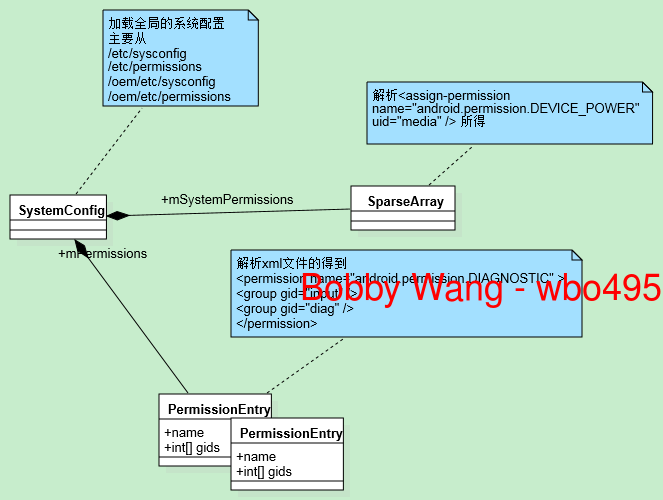 加载全局的系统配置
主要从
/etc/sysconfig
/etc/permissions
/oem/etc/sysconfig
/oem/etc/permissions
解析<assign-permission
name="android.permission.DEVICE_POWER"
uid="media" /> 所得
SystemConfig
+mSystemPermissions
SparseArray
+mPermissions
解析xml文件的得到
<permission name="android.permission.DIAGNOSTIC" >
<group gid="input" />
<group gid="diag" />
</permission>
Bobby Wang - wbo495
PermissionEntry
+name
+int[] gids
PermissionEntry
+name
+int[] gids